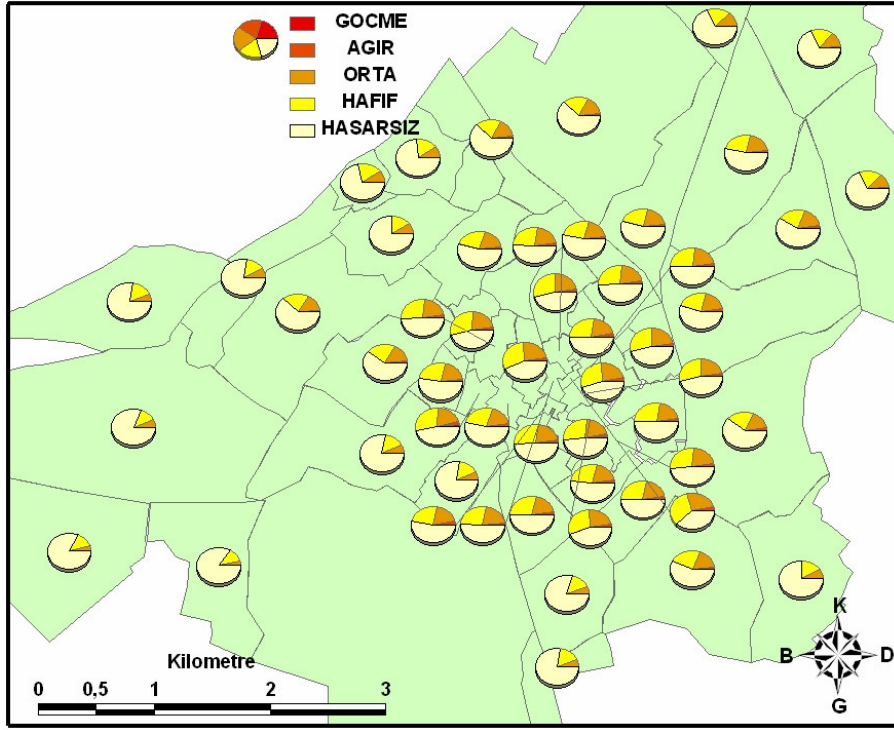 GOCME
AGIR
ORTA
HAFIF
HASARSIZ
K
B D
G
Kilometre
0 0,5 1 2 3